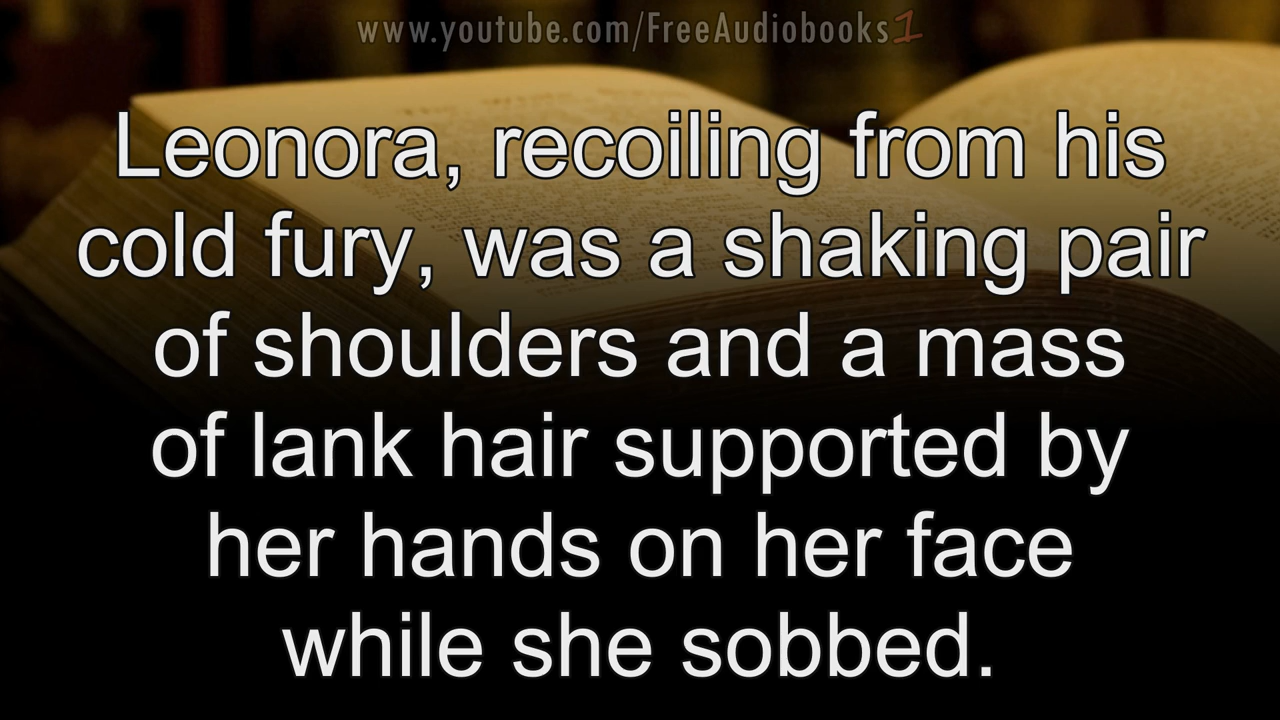 www.youtube.com/FreeAudiobooks1
Leonora, recoiling from his
cold fury, was a shaking pair
of shoulders and a mass
of lank hair supported by
her hands on her face
while she sobbed.